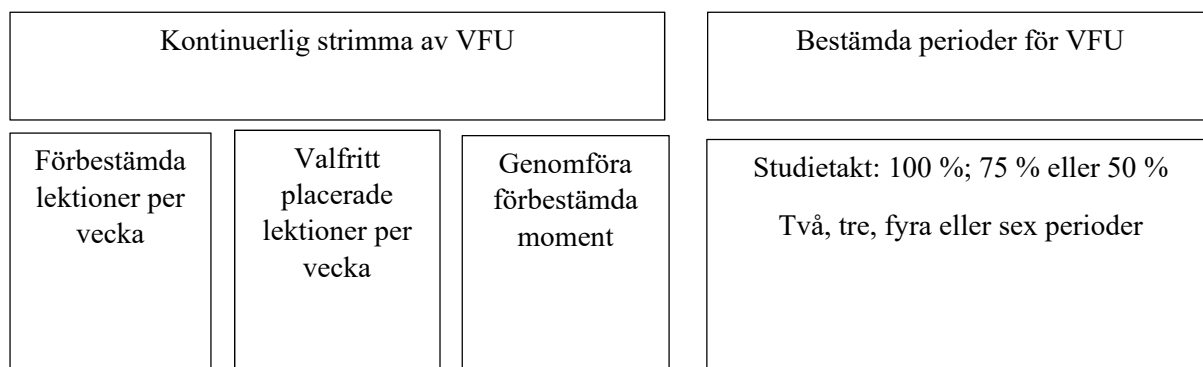 Kontinuerlig strimma av VFU
Bestämda perioder för VFU
Förbestämda
lektioner per
vecka
Valfritt
placerade
lektioner per
vecka
Genomföra
förbestämda
moment
Studietakt: 100 %; 75 % eller 50 %
Två, tre, fyra eller sex perioder